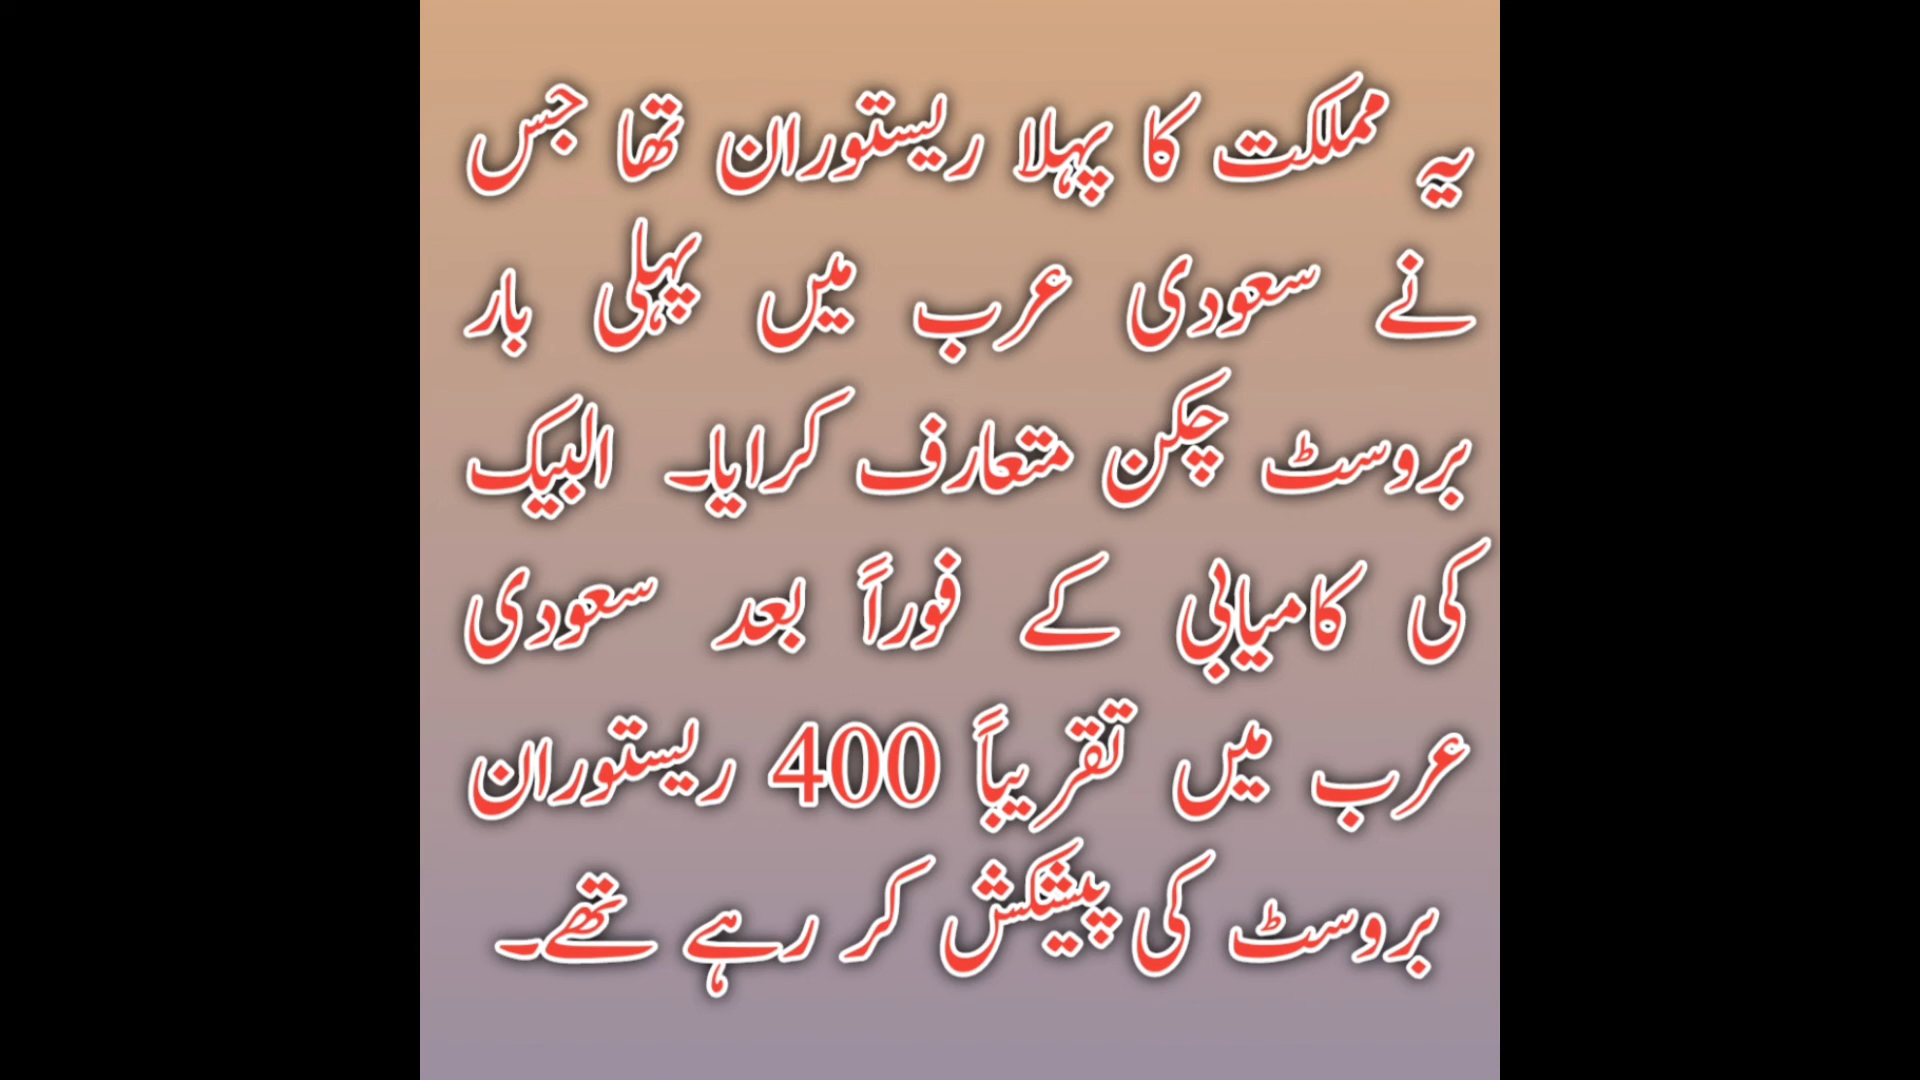 یہ مملکت کا پہلا ریستوران تھا جس
نے سعودی عرب میں پہلی بار
بروسٹ چکن متعارف کرایا۔ البیک
کی کامیابی کے فوراً بعد سعودی
عرب میں تقریباً 400 ریستوران
بروسٹ کی پیشکش کر رہے تھے۔